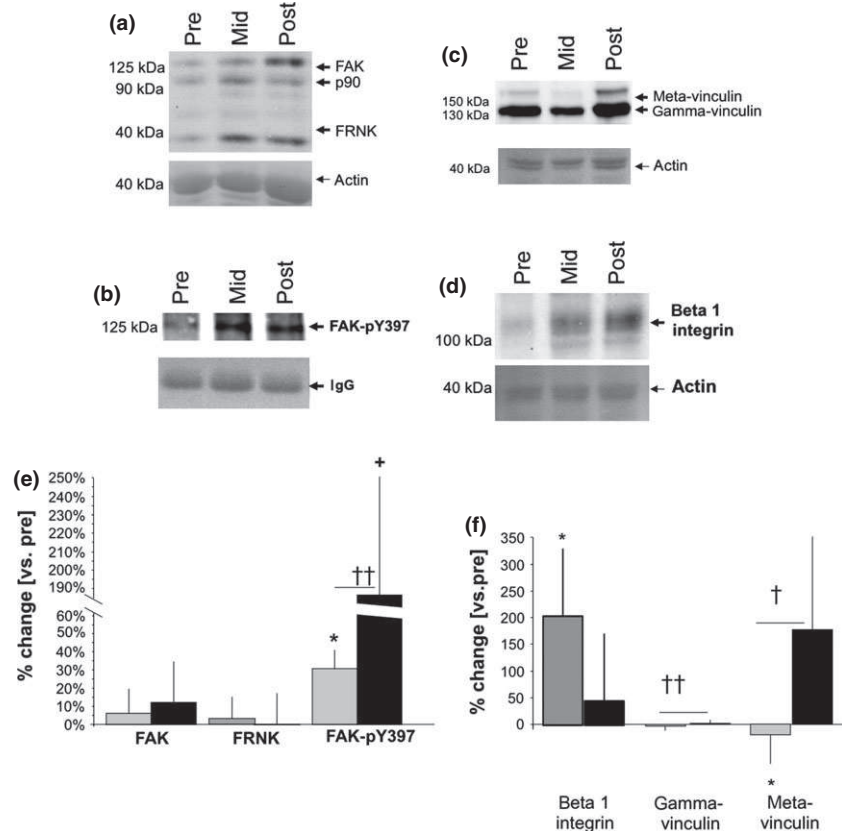 (a)
Pre Mid Post
125 kDa FAK
90 kDa p90
40 kDa FRNK
40 kDa Actin
(c)
Pre Mid Post
150 kDa Meta-vinculin
130 kDa Gamma-vinculin
40 kDa Actin
(b)
Pre Mid Post
125 kDa FAK-pY397
IgG
(d)
Pre Mid Post
Beta 1
integrin
100 kDa
40 kDa Actin
(e)
% change [vs. pre]
250%
240%
230%
220%
210%
200%
190%
60%
50%
40%
30%
20%
10%
0%
+
††
*
FAK FRNK FAK-pY397
(f)
% change [vs.pre]
350
300
250
200
150
100
50
0
*
††
†
*
Beta 1
integrin
Gamma-
vinculin
Meta-
vinculin